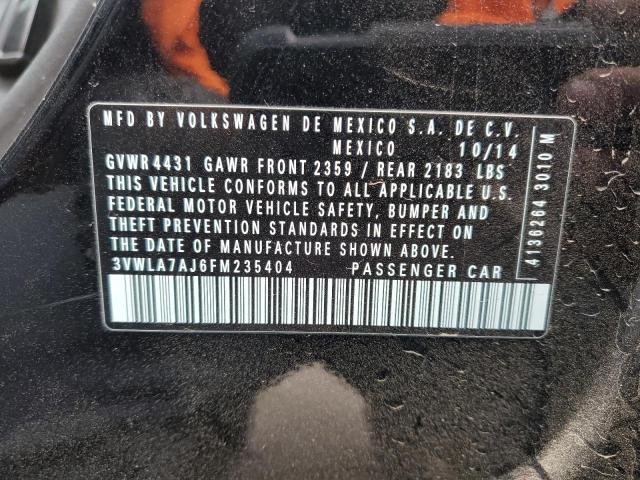 MFD BY VOLKSWAGEN DE MEXICO S.A. DE C.V.
MEXICO 10/14
GVWR 4431 GAWR FRONT 2359 / REAR 2183 LBS
THIS VEHICLE CONFORMS TO ALL APPLICABLE U.S.
FEDERAL MOTOR VEHICLE SAFETY, BUMPER AND
THEFT PREVENTION STANDARDS IN EFFECT ON
THE DATE OF MANUFACTURE SHOWN ABOVE.
3VWLA7AJ6FM235404 PASSENGER CAR
4136264 3010 M